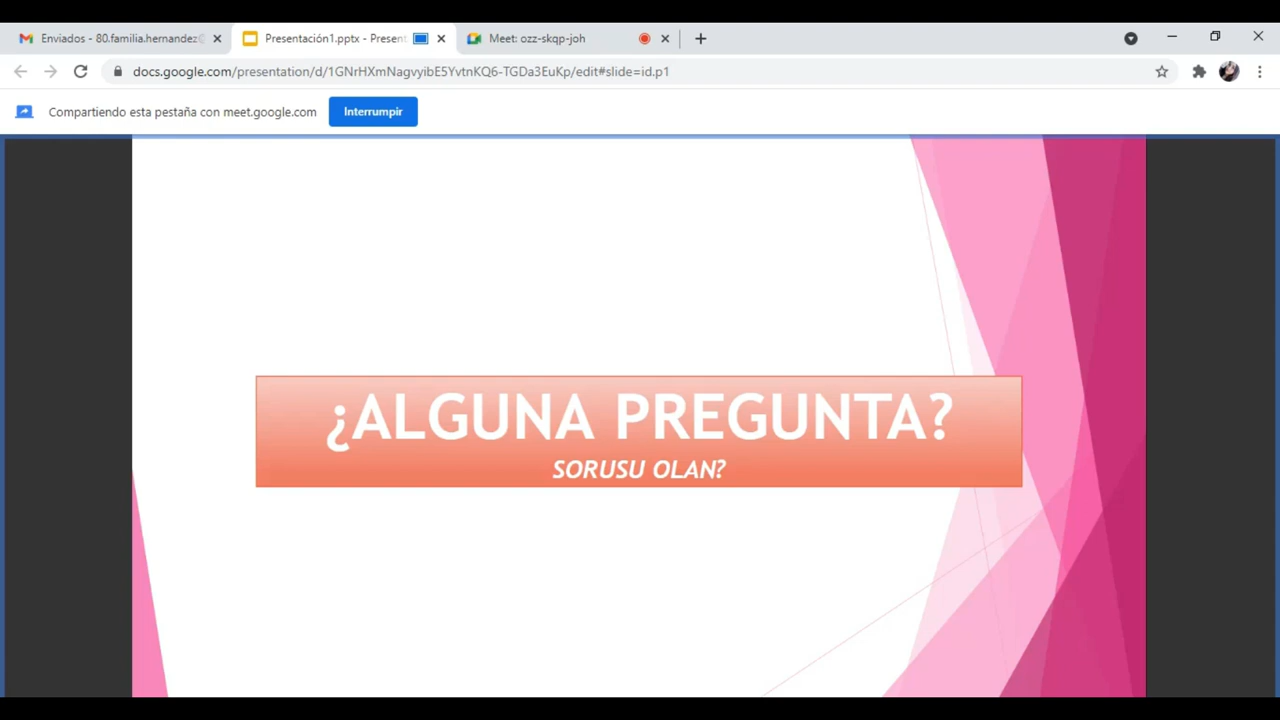 Enviados - 80.familia.hernandez@
Presentación1.pptx - Present
Meet: ozz-skqp-joh
docs.google.com/presentation/d/1GNrHXmNagvyibE5YvtnKQ6-TGDa3EuKp/edit#slide=id.p1
Compartiendo esta pestaña con meet.google.com
Interrumpir
¿ALGUNA PREGUNTA?
SORUSU OLAN?